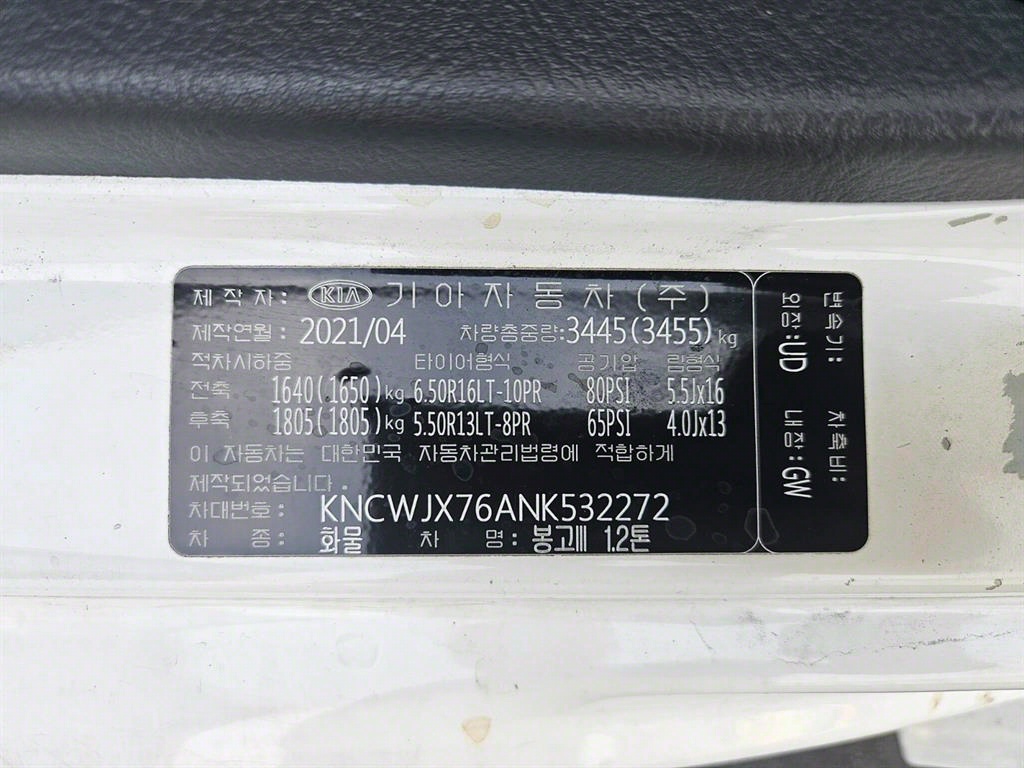 제 작 자: KIA 기아자동차(주)
제작연월: 2021/04 차량총중량:3445(3455)kg
적차시하중 타이어형식 공기압 림형식
전축 1640(1650)kg 6.50R16LT-10PR 80PSI 5.5Jx16
후축 1805(1805)kg 5.50R13LT-8PR 65PSI 4.0Jx13
이 자동차는 대한민국 자동차관리법령에 적합하게
제작되었습니다.
차대번호: KNCWJX76ANK532272
차 종: 화물 차 명: 봉고Ⅲ 1.2톤
변속기: 차축비:
외장:UD 내장:GW